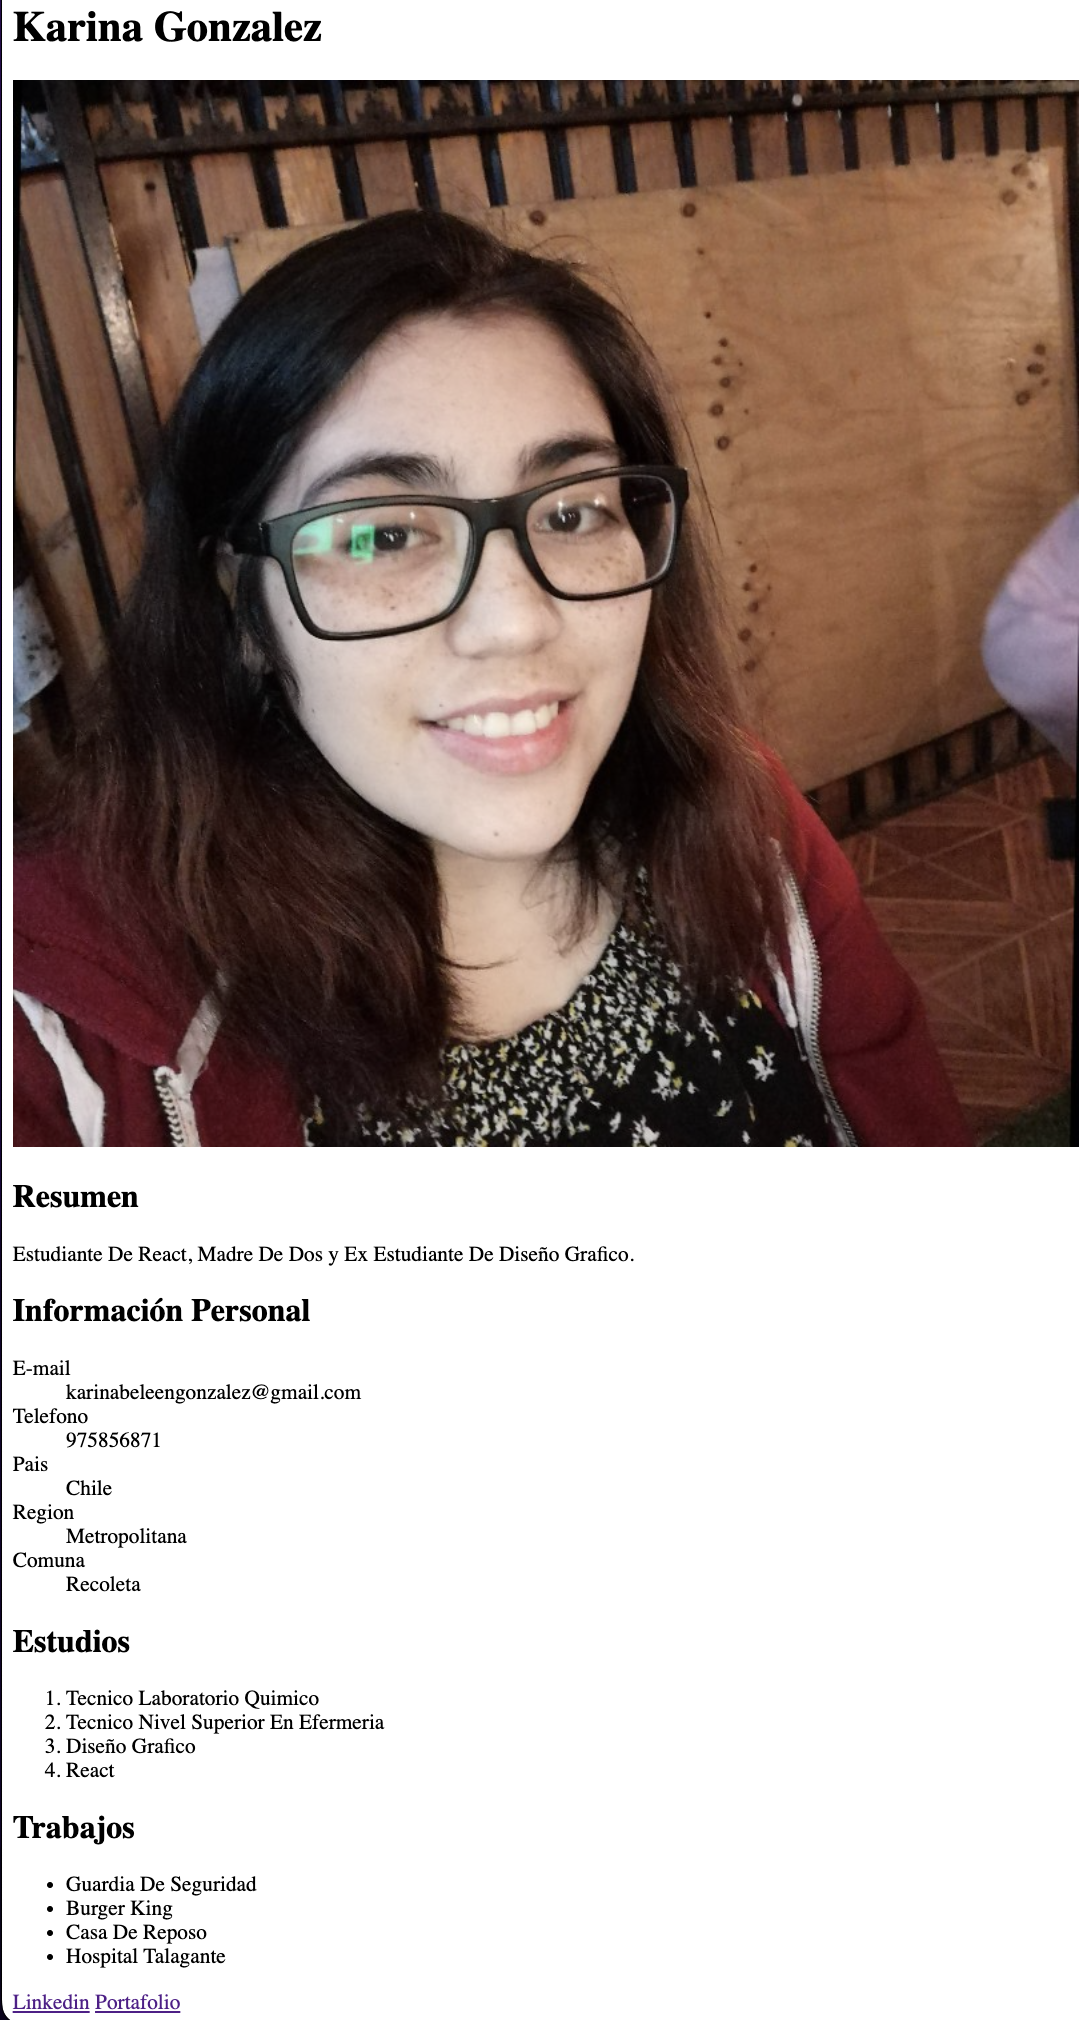 Karina Gonzalez
Resumen
Estudiante De React, Madre De Dos y Ex Estudiante De Diseño Grafico.
Información Personal
E-mail
karinabeleengonzalez@gmail.com
Telefono
975856871
Pais
Chile
Region
Metropolitana
Comuna
Recoleta
Estudios
1. Tecnico Laboratorio Quimico
2. Tecnico Nivel Superior En Efermeria
3. Diseño Grafico
4. React
Trabajos
• Guardia De Seguridad
• Burger King
• Casa De Reposo
• Hospital Talagante
Linkedin Portafolio